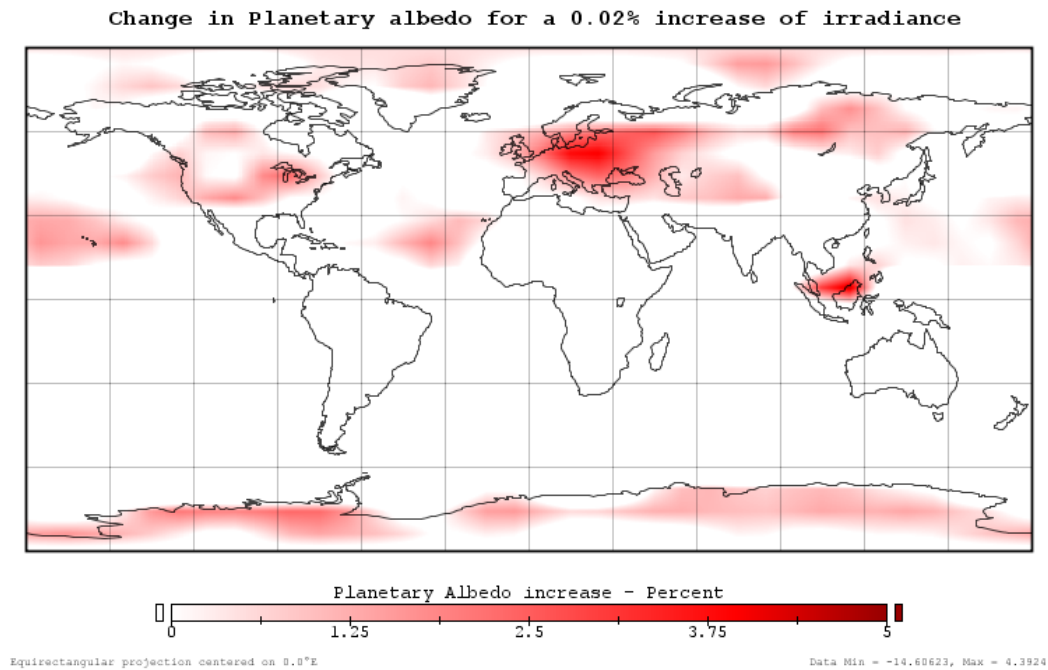 Change in Planetary albedo for a 0.02% increase of irradiance
Planetary Albedo increase - Percent
0 1.25 2.5 3.75 5
Equirectangular projection centered on 0.0°E
Data Min = -14.60623, Max = 4.3924